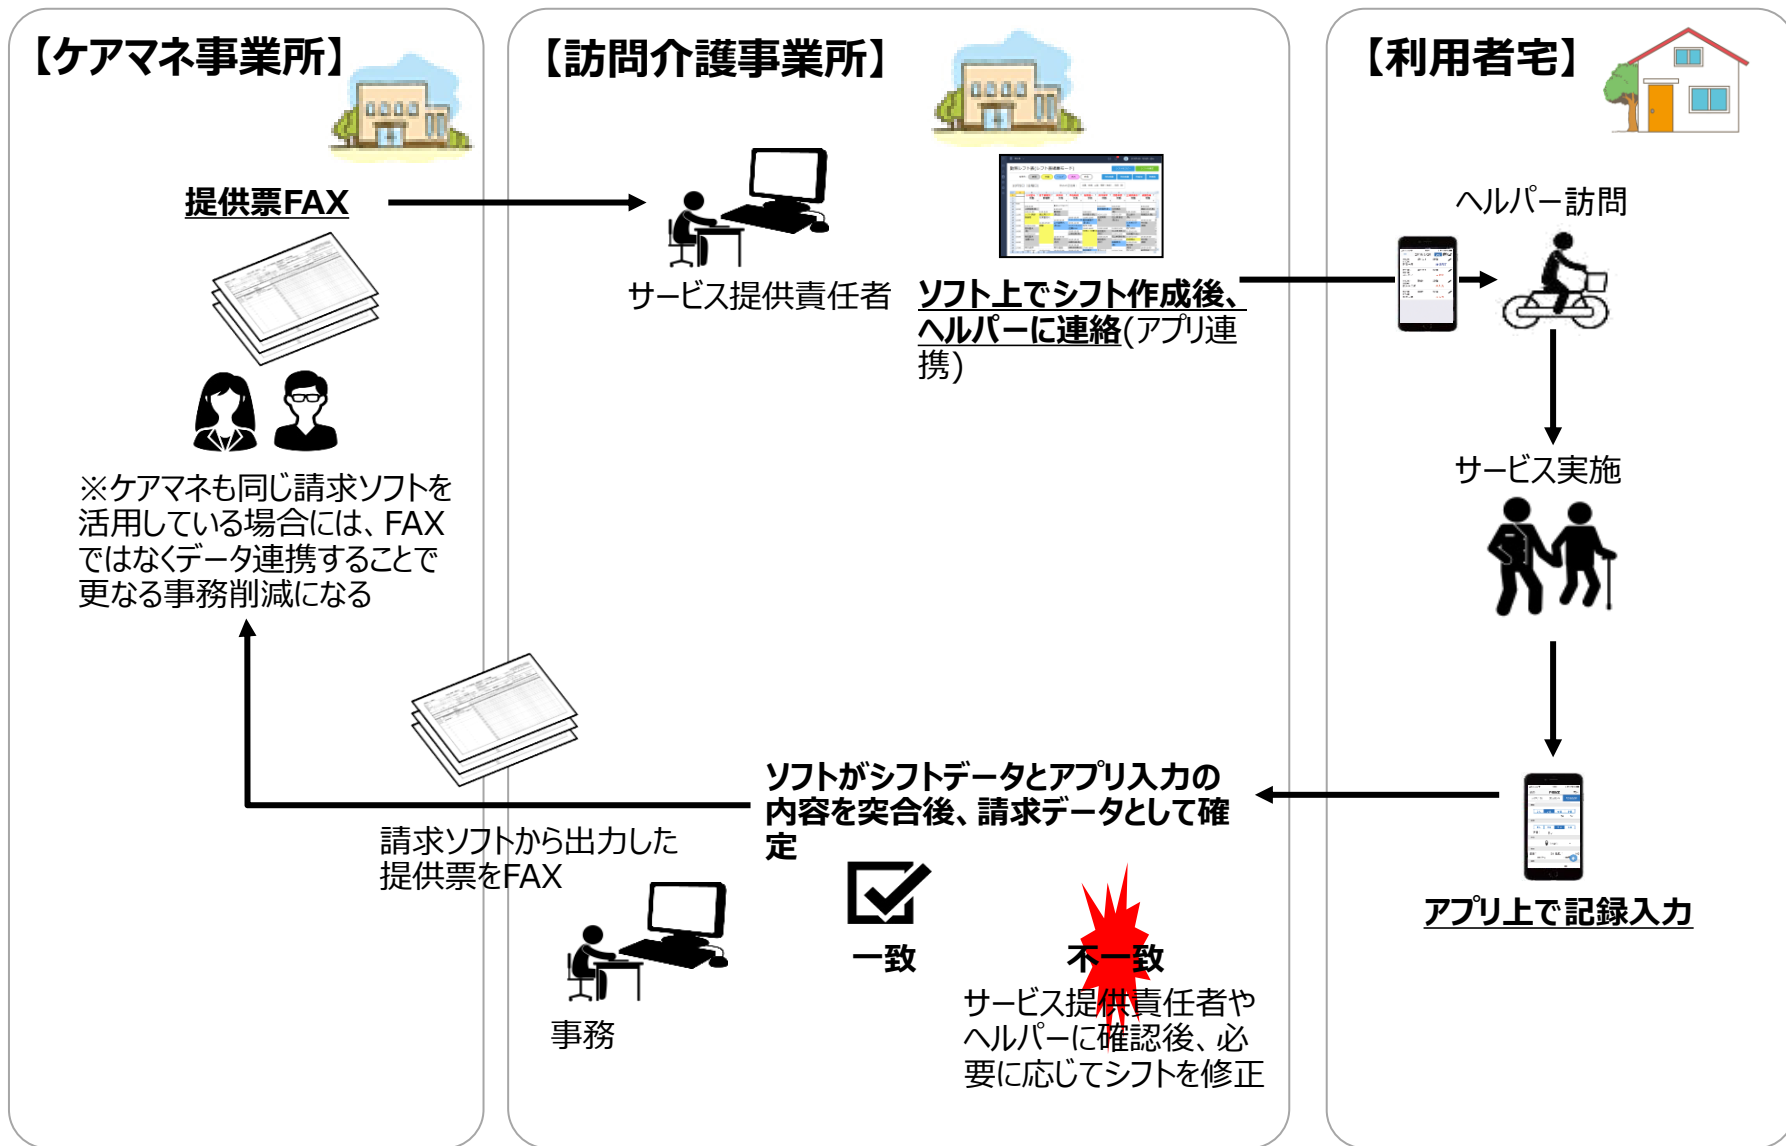 【ケアマネ事業所】
【訪問介護事業所】
【利用者宅】
提供票FAX
サービス提供責任者
ソフト上でシフト作成後、
ヘルパーに連絡(アプリ連
携)
ヘルパー訪問
サービス実施
※ケアマネも同じ請求ソフトを
活用している場合には、FAX
ではなくデータ連携することで
更なる事務削減になる
アプリ上で記録入力
ソフトがシフトデータとアプリ入力の
内容を突合後、請求データとして確
定
一致
不一致
サービス提供責任者や
ヘルパーに確認後、必
要に応じてシフトを修正
請求ソフトから出力した
提供票をFAX
事務